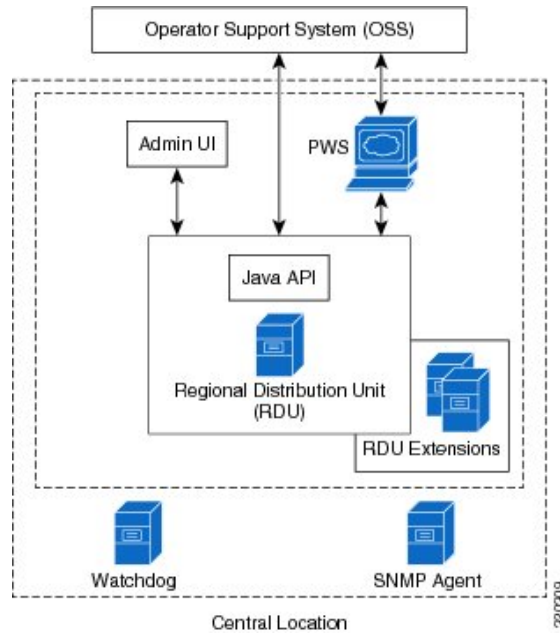 Operator Support System (OSS)
Admin UI
PWS
Java API
Regional Distribution Unit
(RDU)
RDU Extensions
Watchdog
SNMP Agent
Central Location